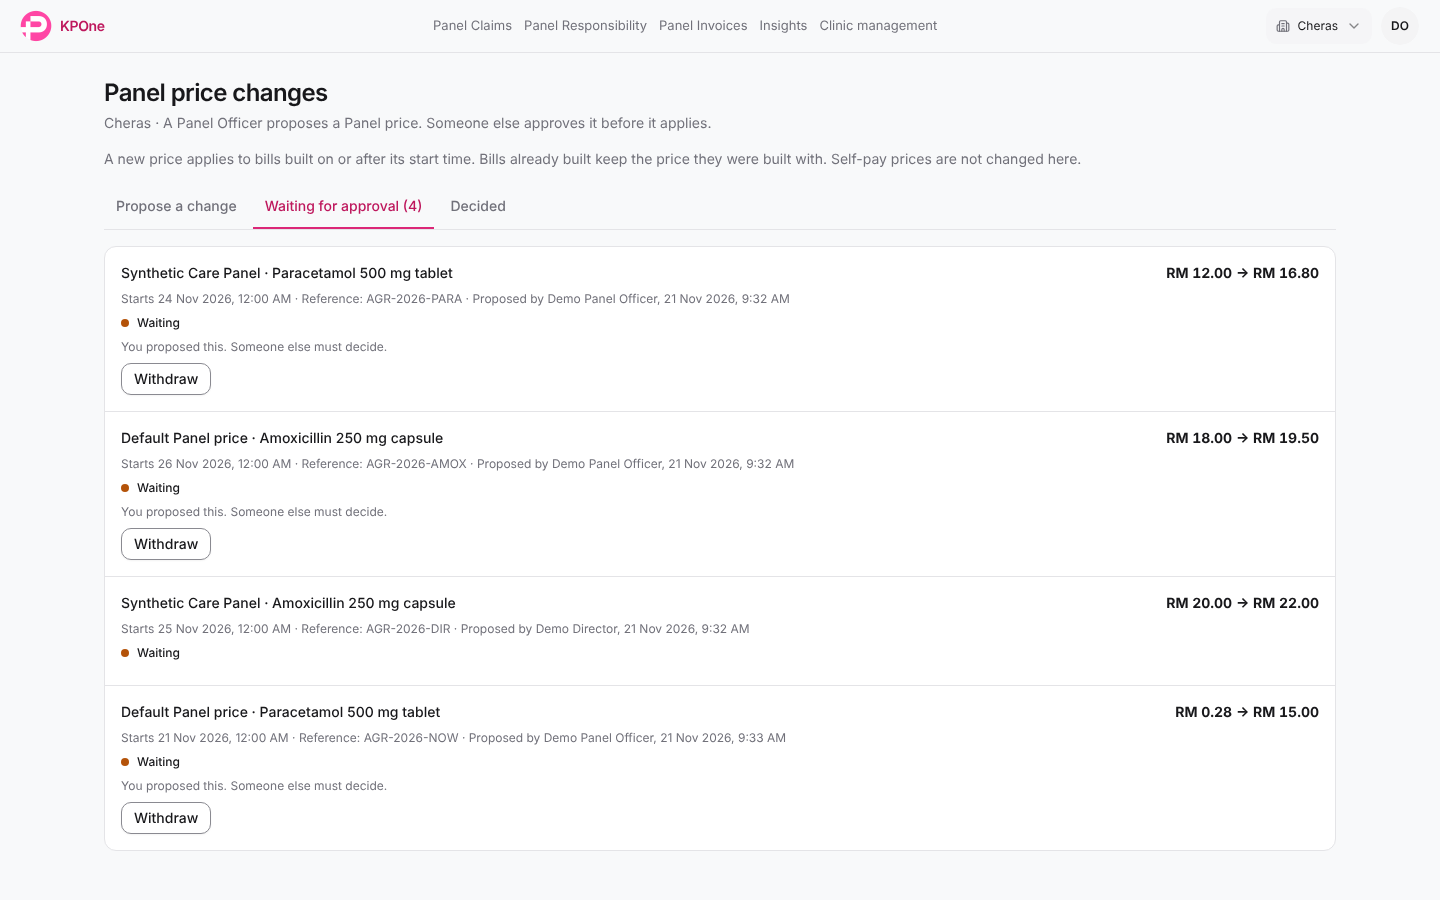 KPOne
Panel Claims Panel Responsibility Panel Invoices Insights Clinic management
Cheras
DO
Panel price changes
Cheras · A Panel Officer proposes a Panel price. Someone else approves it before it applies.
A new price applies to bills built on or after its start time. Bills already built keep the price they were built with. Self-pay prices are not changed here.
Propose a change Waiting for approval (4) Decided
Synthetic Care Panel · Paracetamol 500 mg tablet RM 12.00 → RM 16.80
Starts 24 Nov 2026, 12:00 AM · Reference: AGR-2026-PARA · Proposed by Demo Panel Officer, 21 Nov 2026, 9:32 AM
Waiting
You proposed this. Someone else must decide.
Withdraw
Default Panel price · Amoxicillin 250 mg capsule RM 18.00 → RM 19.50
Starts 26 Nov 2026, 12:00 AM · Reference: AGR-2026-AMOX · Proposed by Demo Panel Officer, 21 Nov 2026, 9:32 AM
Waiting
You proposed this. Someone else must decide.
Withdraw
Synthetic Care Panel · Amoxicillin 250 mg capsule RM 20.00 → RM 22.00
Starts 25 Nov 2026, 12:00 AM · Reference: AGR-2026-DIR · Proposed by Demo Director, 21 Nov 2026, 9:32 AM
Waiting
Default Panel price · Paracetamol 500 mg tablet RM 0.28 → RM 15.00
Starts 21 Nov 2026, 12:00 AM · Reference: AGR-2026-NOW · Proposed by Demo Panel Officer, 21 Nov 2026, 9:33 AM
Waiting
You proposed this. Someone else must decide.
Withdraw